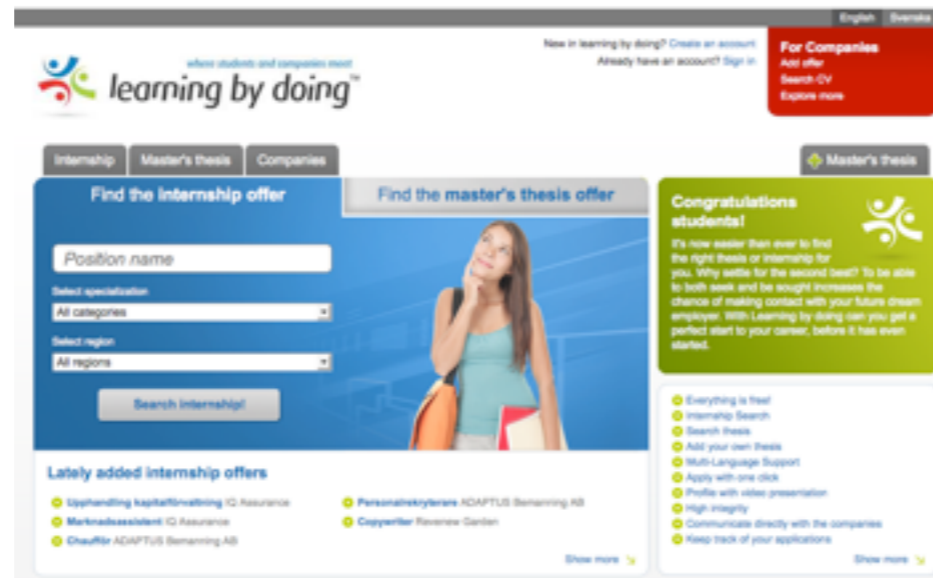 English Svenska
New in learning by doing? Create an account
Already have an account? Sign in
For Companies
Add offer
Search CV
Explore more
where students and companies meet
learning by doing™
Internship Master's thesis Companies
Master's thesis
Find the internship offer
Find the master's thesis offer
Position name
Select specialization
All categories
Select region
All regions
Search internship!
Congratulations
students!
It's now easier than ever to find
the right thesis or internship for
you. Why settle for the second best? To be able
to both seek and be sought increases the
chance of making contact with your future dream
employer. With Learning by doing can you get a
perfect start to your career, before it has even
started.
Everything is free!
Internship Search
Search thesis
Add your own thesis
Multi-Language Support
Apply with one click
Profile with video presentation
High integrity
Communicate directly with the companies
Keep track of your applications
Show more
Lately added internship offers
Upphandling kapitalförvaltning IQ Assurance
Marknadsassistent IQ Assurance
Chaufför ADAPTUS Bemanning AB
Personalrekryterare ADAPTUS Bemanning AB
Copywriter Revenew Garden
Show more